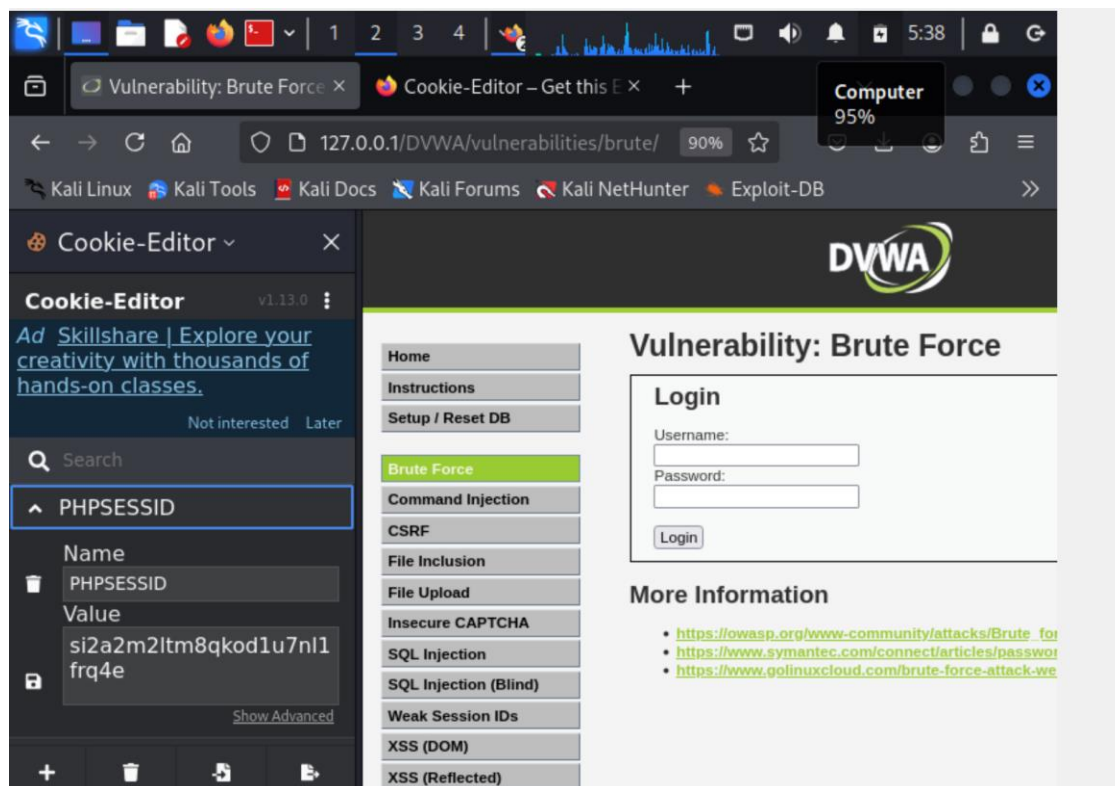 1 2 3 4 5:38
Vulnerability: Brute Force
Cookie-Editor – Get this E
Computer
95%
127.0.0.1/DVWA/vulnerabilities/brute/ 90%
Kali Linux Kali Tools Kali Docs Kali Forums Kali NetHunter Exploit-DB
Cookie-Editor
Cookie-Editor v1.13.0
Ad Skillshare | Explore your
creativity with thousands of
hands-on classes.
Not interested Later
Search
PHPSESSID
Name
PHPSESSID
Value
si2a2m2ltm8qkod1u7nl1
frq4e
Show Advanced
DVWA
Home
Instructions
Setup / Reset DB
Brute Force
Command Injection
CSRF
File Inclusion
File Upload
Insecure CAPTCHA
SQL Injection
SQL Injection (Blind)
Weak Session IDs
XSS (DOM)
XSS (Reflected)
Vulnerability: Brute Force
Login
Username:
Password:
Login
More Information
https://owasp.org/www-community/attacks/Brute_for
https://www.symantec.com/connect/articles/passwor
https://www.golinuxcloud.com/brute-force-attack-we